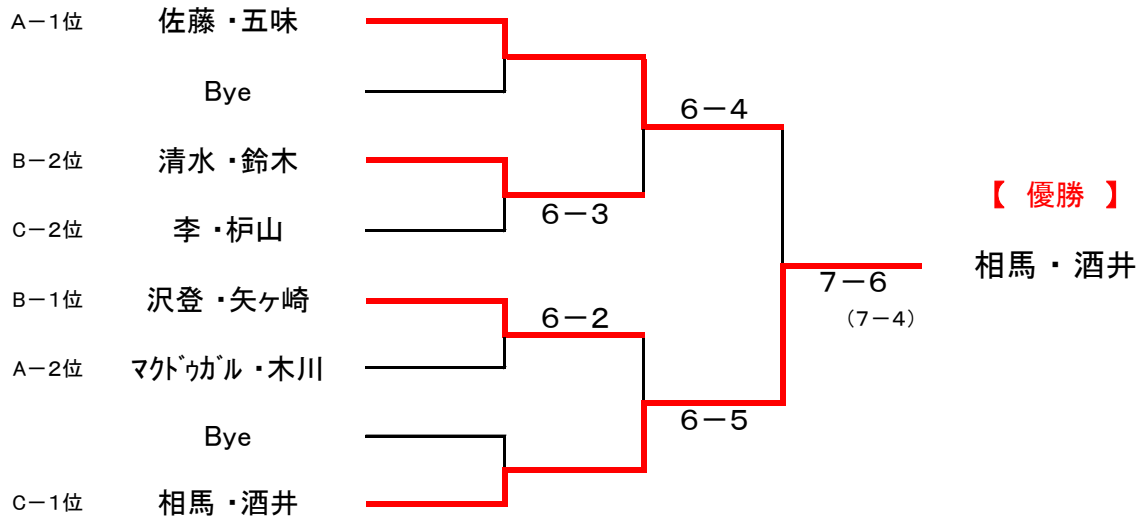 A－1位 佐藤・五味
Bye
6－4
B－2位 清水・鈴木
【 優勝 】
6－3
C－2位 李・枦山
相馬・酒井
7－6
B－1位 沢登・矢ヶ崎
6－2
(7－4)
A－2位 ﾏｸﾄﾞｩｶﾞﾙ・木川
6－5
Bye
C－1位 相馬・酒井